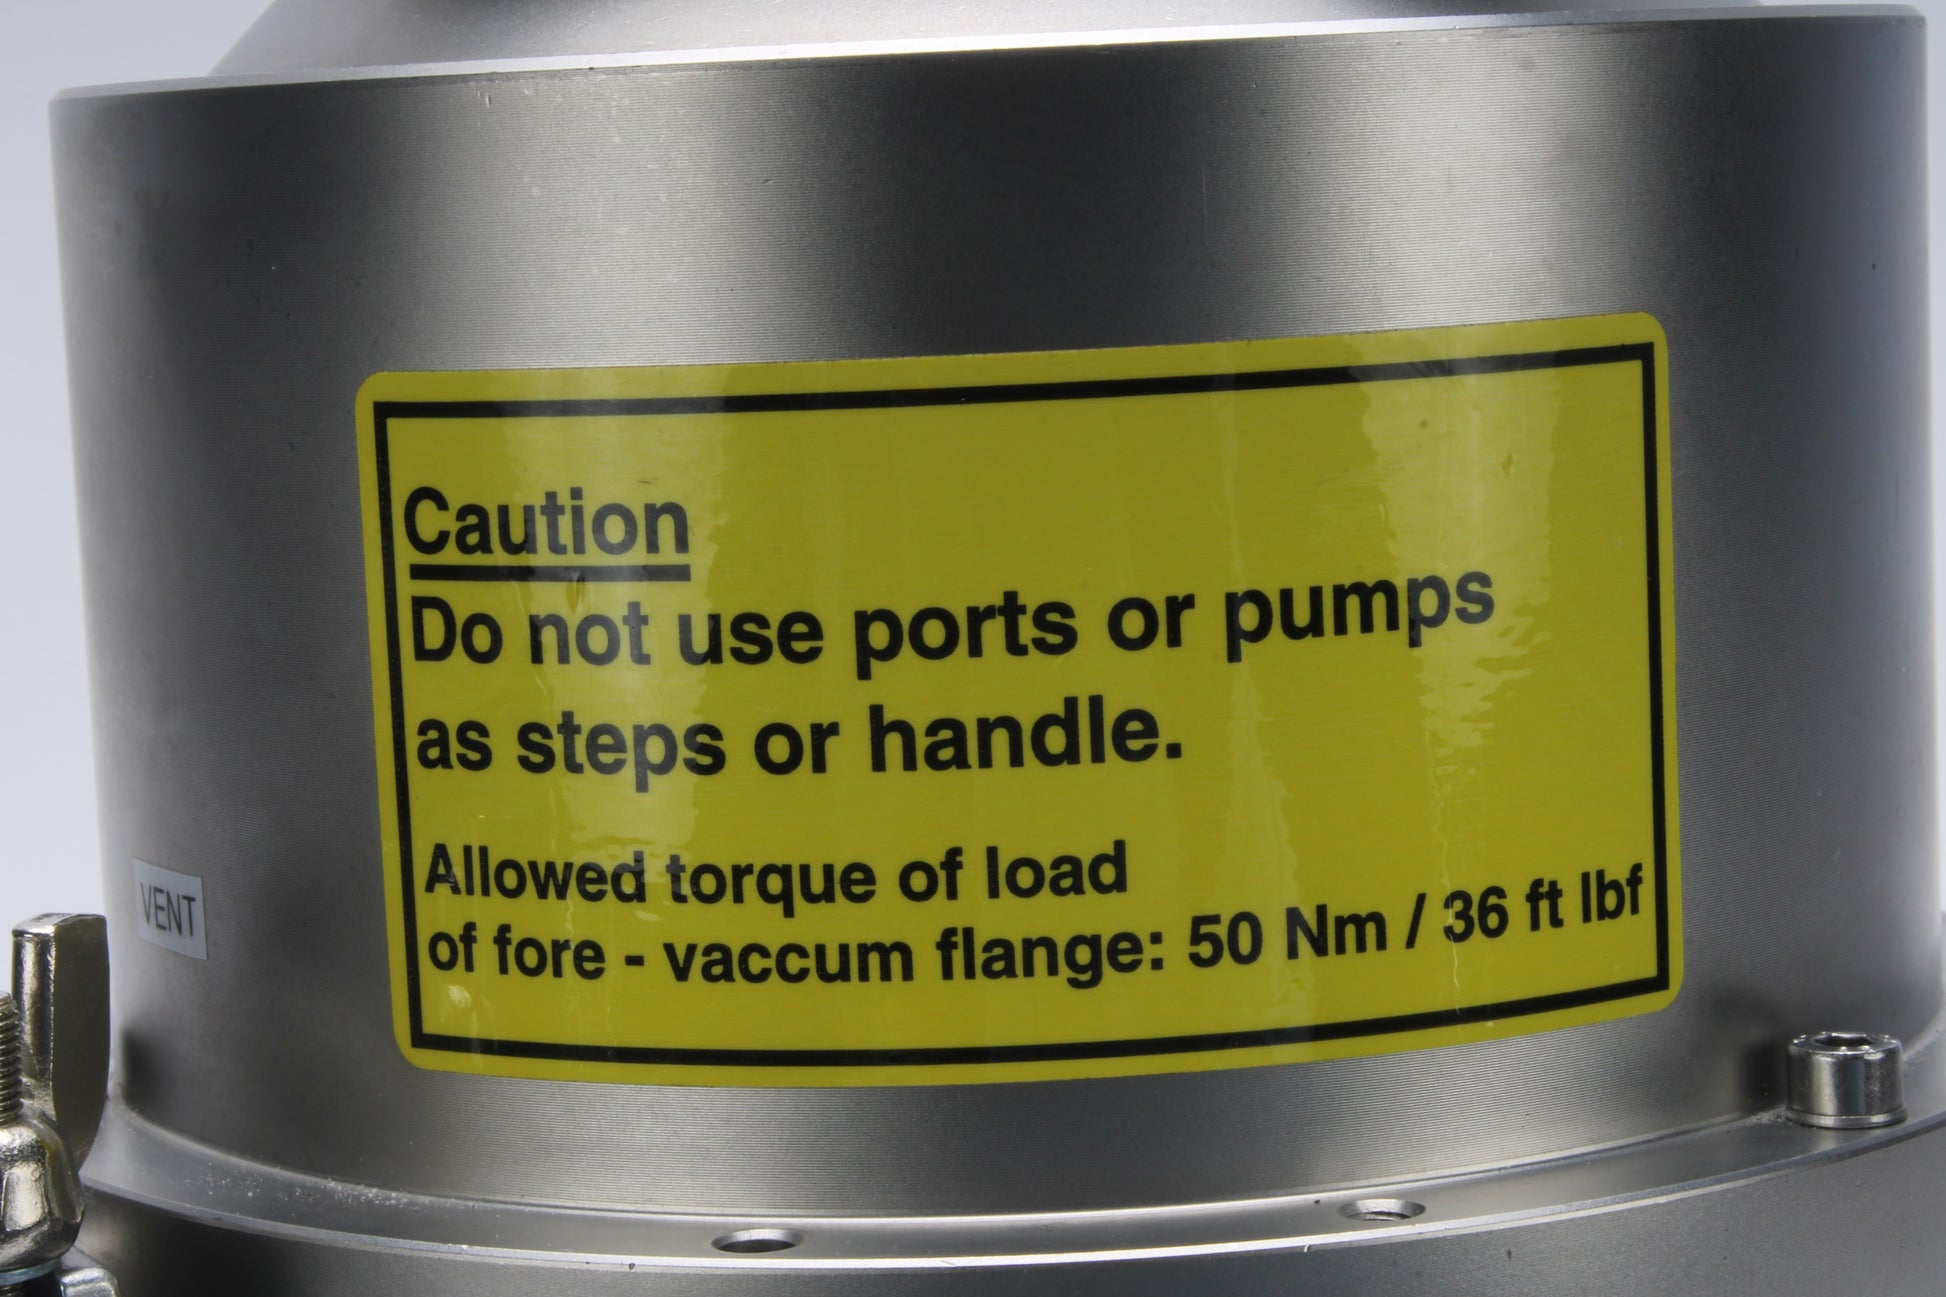 Caution
Do not use ports or pumps
as steps or handle.
Allowed torque of load
of fore - vaccum flange: 50 Nm / 36 ft lbf
VENT